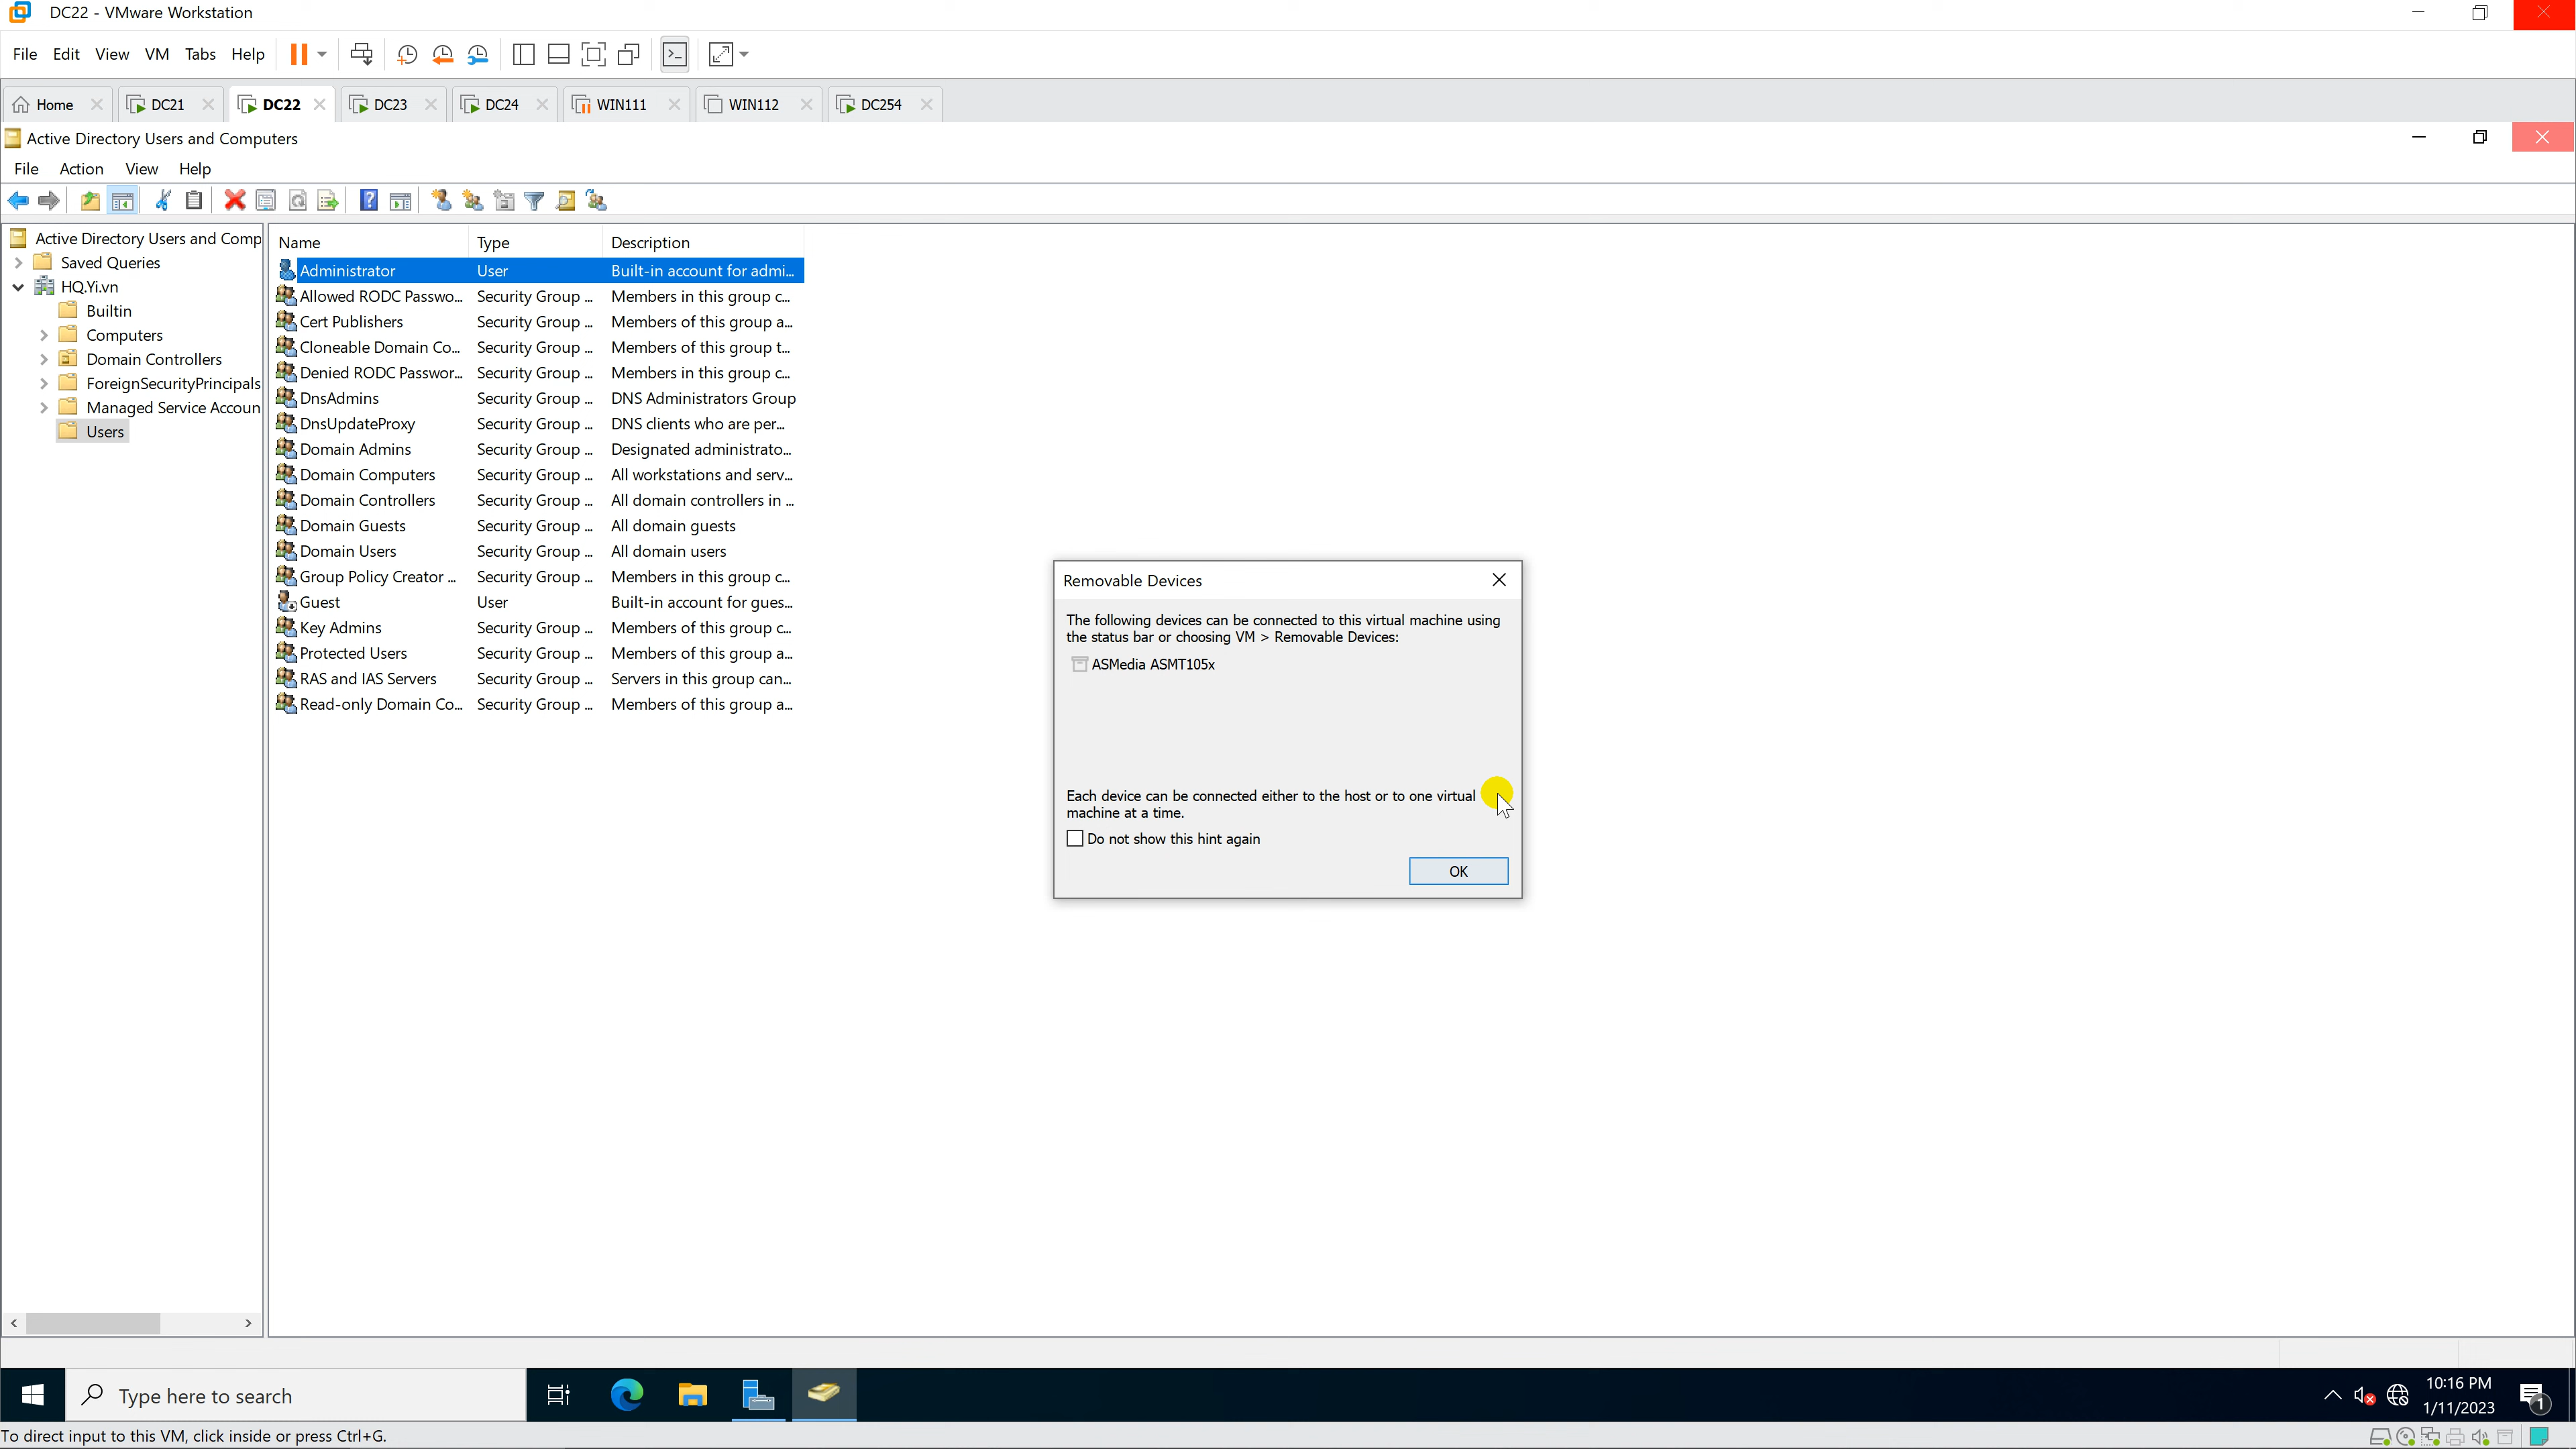 DC22 - VMware Workstation
File Edit View VM Tabs Help
Home DC21 DC22 DC23 DC24 WIN111 WIN112 DC254
Active Directory Users and Computers
File Action View Help
Active Directory Users and Comp
Saved Queries
HQ.Yi.vn
Builtin
Computers
Domain Controllers
ForeignSecurityPrincipals
Managed Service Accoun
Users
Name Type Description
Administrator User Built-in account for admi...
Allowed RODC Passwo... Security Group ... Members in this group c...
Cert Publishers Security Group ... Members of this group a...
Cloneable Domain Co... Security Group ... Members of this group t...
Denied RODC Passwor... Security Group ... Members in this group c...
DnsAdmins Security Group ... DNS Administrators Group
DnsUpdateProxy Security Group ... DNS clients who are per...
Domain Admins Security Group ... Designated administrato...
Domain Computers Security Group ... All workstations and serv...
Domain Controllers Security Group ... All domain controllers in ...
Domain Guests Security Group ... All domain guests
Domain Users Security Group ... All domain users
Group Policy Creator ... Security Group ... Members in this group c...
Guest User Built-in account for gues...
Key Admins Security Group ... Members of this group c...
Protected Users Security Group ... Members of this group a...
RAS and IAS Servers Security Group ... Servers in this group can...
Read-only Domain Co... Security Group ... Members of this group a...
Removable Devices
The following devices can be connected to this virtual machine using
the status bar or choosing VM > Removable Devices:
ASMedia ASMT105x
Each device can be connected either to the host or to one virtual
machine at a time.
Do not show this hint again
OK
Type here to search
10:16 PM
1/11/2023
1
To direct input to this VM, click inside or press Ctrl+G.